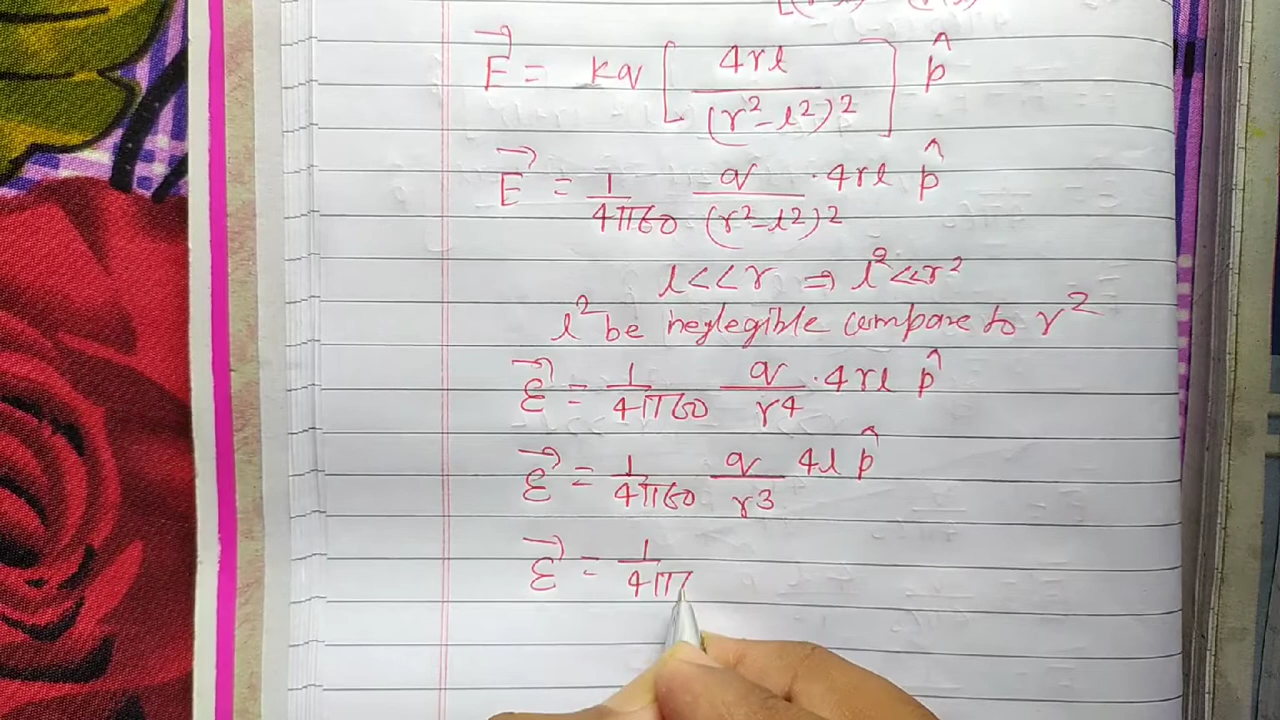 E⃗ = kq [ 4rl / (r²-l²)² ] p̂
E⃗ = 1/4πε0 q/(r²-l²)² · 4rl p̂
l<<r ⇒ l²<<r²
l² be neglegible compare to r²
E⃗ = 1/4πε0 q/r4 · 4rl p̂
E⃗ = 1/4πε0 q/r3 4l p̂
E⃗ = 1/4π